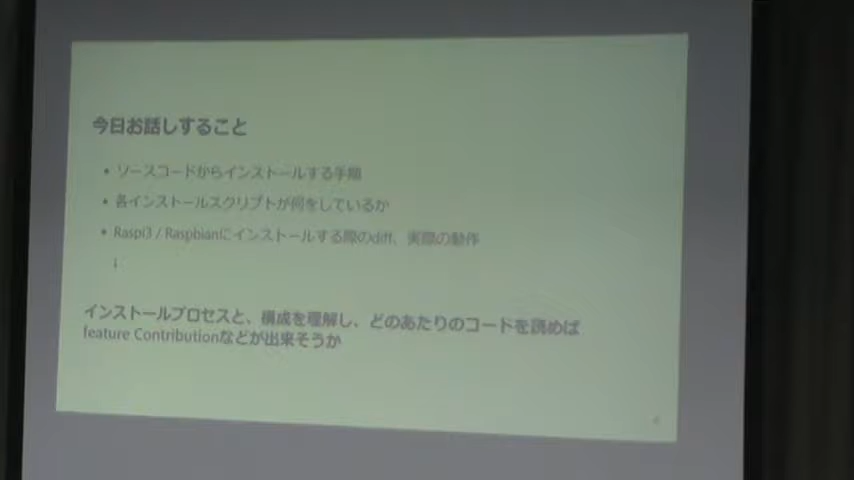 今日お話しすること
• ソースコードからインストールする手順
• 各インストールスクリプトが何をしているか
• Raspi3 / Raspbianにインストールする際のdiff、実際の動作
↓
インストールプロセスと、構成を理解し、どのあたりのコードを読めば
feature Contributionなどが出来そうか